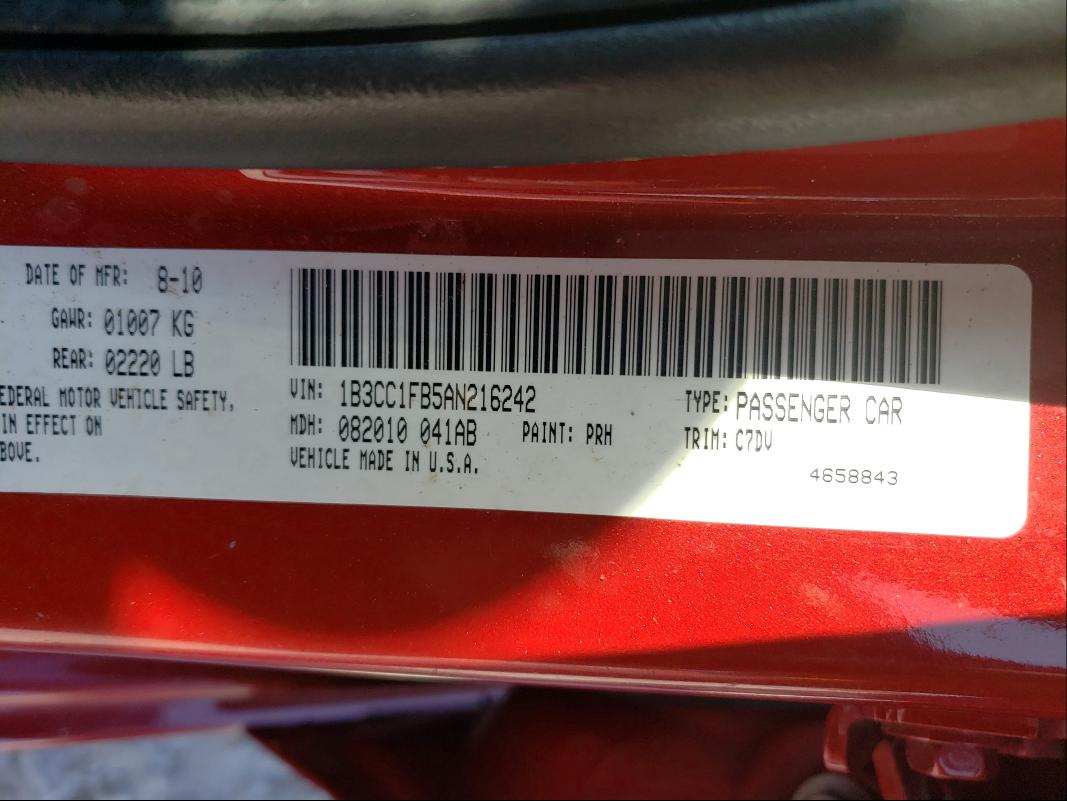 DATE OF MFR: 8-10
GAWR: 01007 KG
REAR: 02220 LB
EDERAL MOTOR VEHICLE SAFETY,
IN EFFECT ON
BOVE.
VIN: 1B3CC1FB5AN216242
TYPE: PASSENGER CAR
MDH: 082010 041AB PAINT: PRH
TRIM: C7DV
VEHICLE MADE IN U.S.A.
4658843